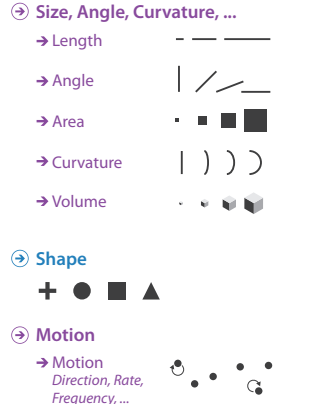 Size, Angle, Curvature, ...
Length
Angle
Area
Curvature
Volume
Shape
Motion
Motion
Direction, Rate,
Frequency, ...